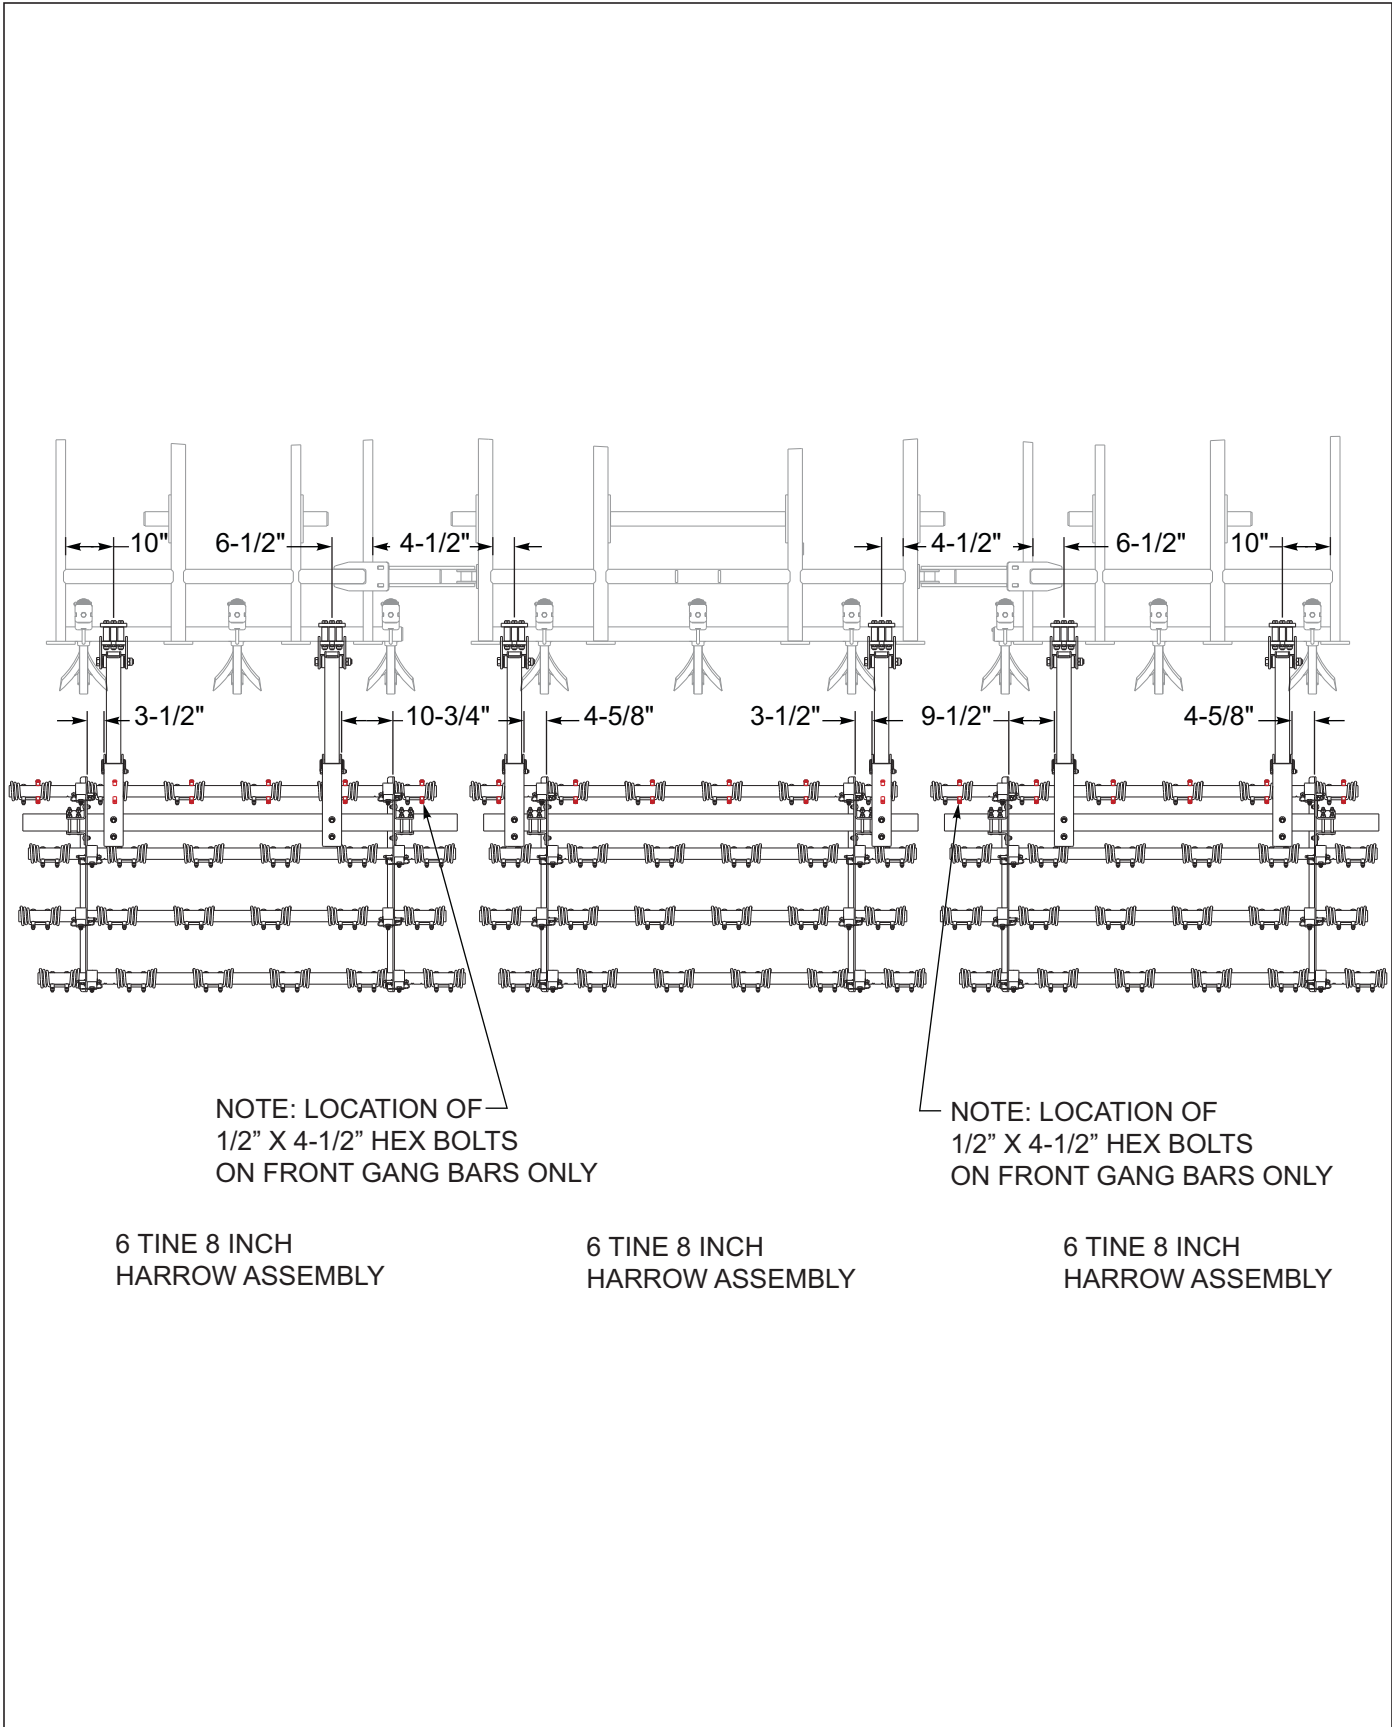 10" 6-1/2" 4-1/2" 4-1/2" 6-1/2" 10"
3-1/2" 10-3/4" 4-5/8" 3-1/2" 9-1/2" 4-5/8"
NOTE: LOCATION OF
1/2” X 4-1/2” HEX BOLTS
ON FRONT GANG BARS ONLY
NOTE: LOCATION OF
1/2” X 4-1/2” HEX BOLTS
ON FRONT GANG BARS ONLY
6 TINE 8 INCH
HARROW ASSEMBLY
6 TINE 8 INCH
HARROW ASSEMBLY
6 TINE 8 INCH
HARROW ASSEMBLY